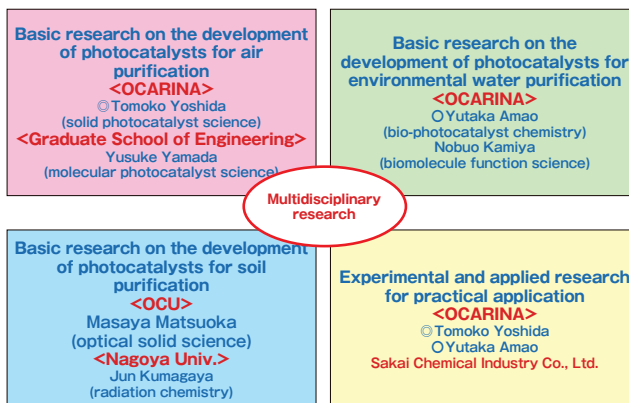 Basic research on the development
of photocatalysts for air
purification
<OCARINA>
◎Tomoko Yoshida
(solid photocatalyst science)
<Graduate School of Engineering>
Yusuke Yamada
(molecular photocatalyst science)
Basic research on the
development of photocatalysts for
environmental water purification
<OCARINA>
○Yutaka Amao
(bio-photocatalyst chemistry)
Nobuo Kamiya
(biomolecule function science)
Multidisciplinary
research
Basic research on the development
of photocatalysts for soil
purification
<OCU>
Masaya Matsuoka
(optical solid science)
<Nagoya Univ.>
Jun Kumagaya
(radiation chemistry)
Experimental and applied research
for practical application
<OCARINA>
◎Tomoko Yoshida
○Yutaka Amao
Sakai Chemical Industry Co., Ltd.